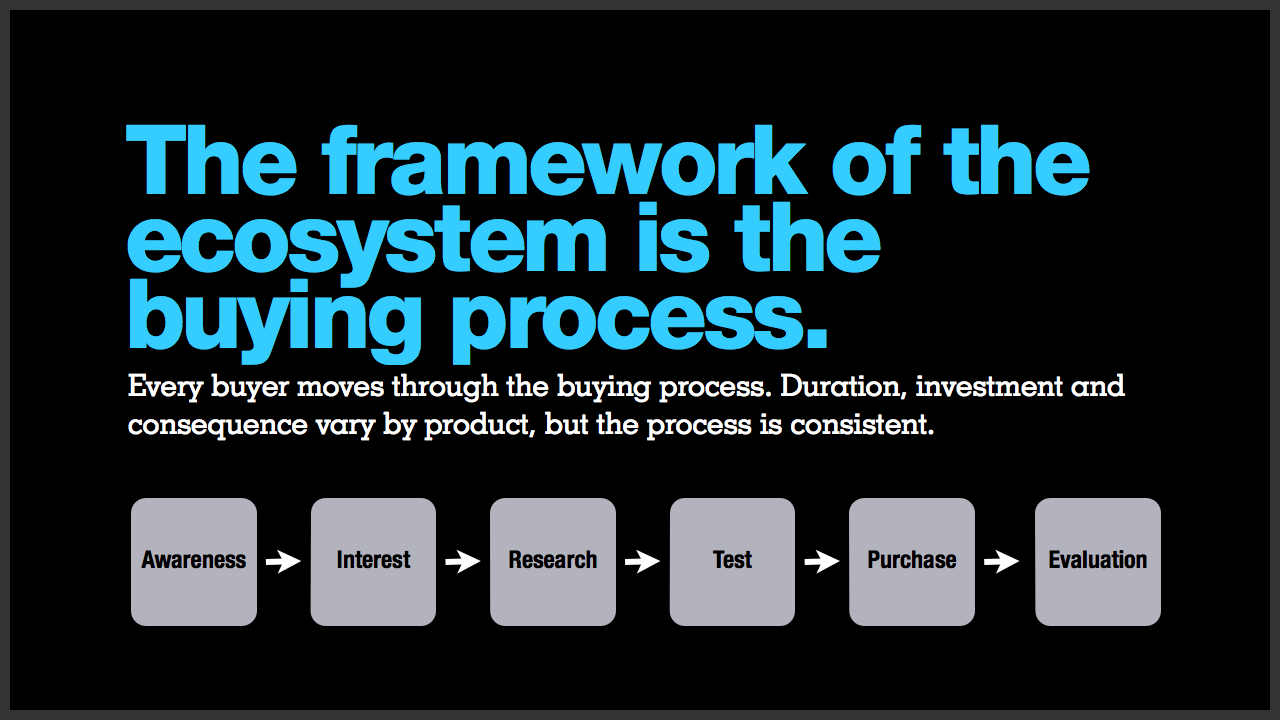 The framework of the
ecosystem is the
buying process.
Every buyer moves through the buying process. Duration, investment and
consequence vary by product, but the process is consistent.
Awareness
Interest
Research
Test
Purchase
Evaluation